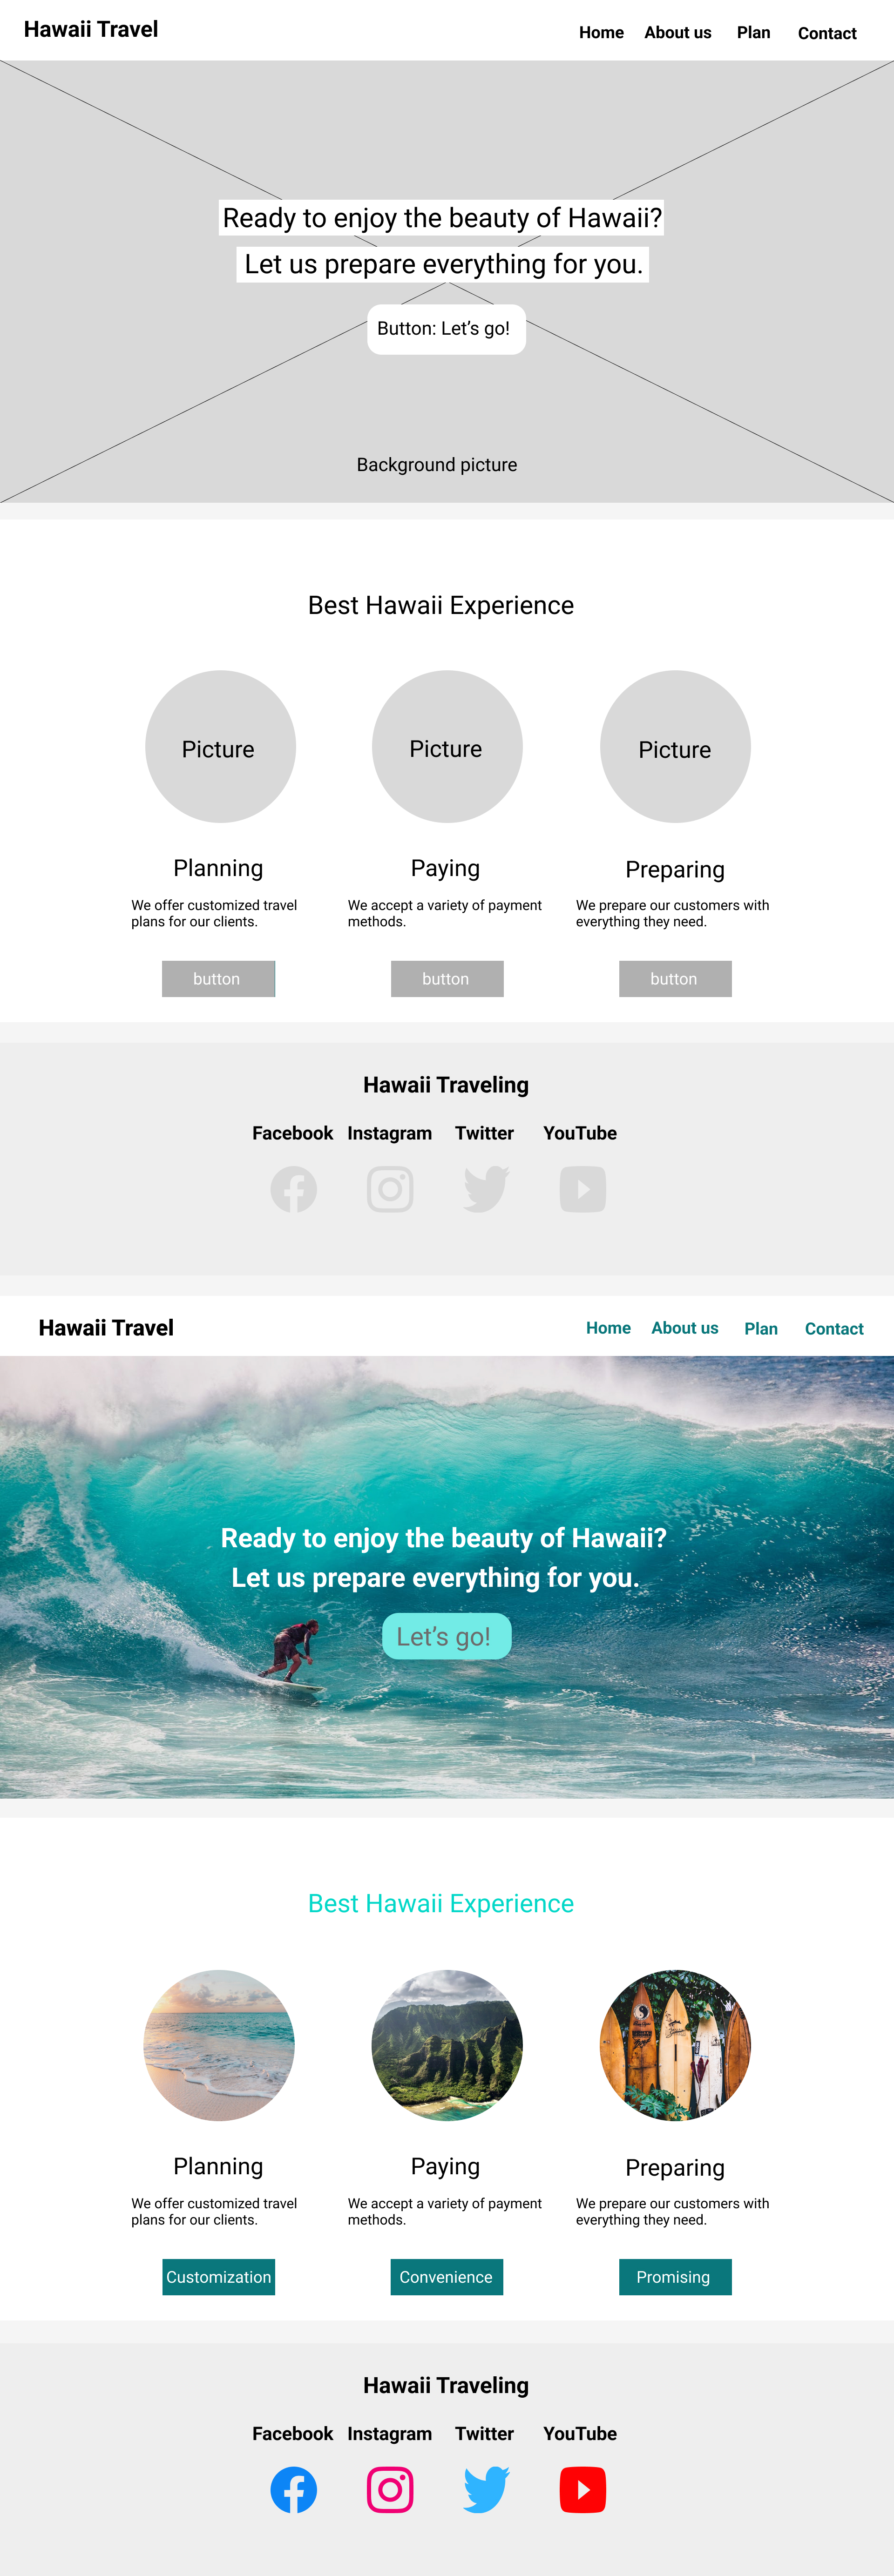 Hawaii Travel
Home About us Plan Contact
Ready to enjoy the beauty of Hawaii?
Let us prepare everything for you.
Button: Let’s go!
Background picture
Best Hawaii Experience
Picture Picture Picture
Planning Paying Preparing
We offer customized travel
plans for our clients.
We accept a variety of payment
methods.
We prepare our customers with
everything they need.
button button button
Hawaii Traveling
Facebook Instagram Twitter YouTube
Hawaii Travel
Home About us Plan Contact
Ready to enjoy the beauty of Hawaii?
Let us prepare everything for you.
Let’s go!
Best Hawaii Experience
Planning Paying Preparing
We offer customized travel
plans for our clients.
We accept a variety of payment
methods.
We prepare our customers with
everything they need.
Customization Convenience Promising
Hawaii Traveling
Facebook Instagram Twitter YouTube